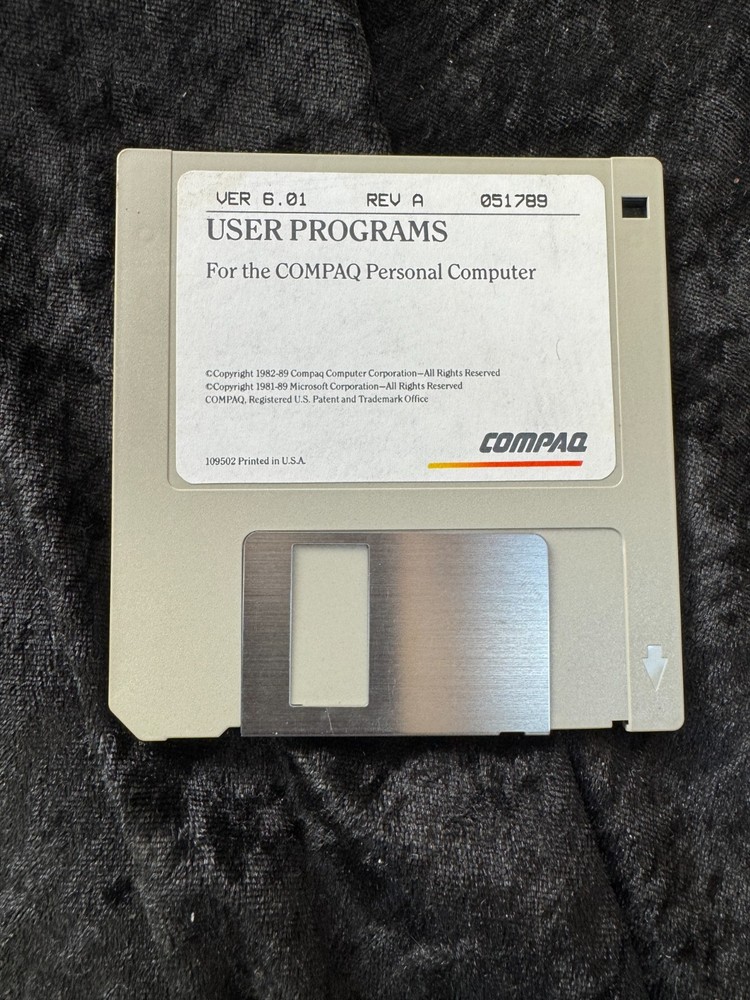 VER 6.01 REV A 051789
USER PROGRAMS
For the COMPAQ Personal Computer
©Copyright 1982-89 Compaq Computer Corporation—All Rights Reserved
©Copyright 1981-89 Microsoft Corporation—All Rights Reserved
COMPAQ, Registered U.S. Patent and Trademark Office
COMPAQ
109502 Printed in U.S.A.